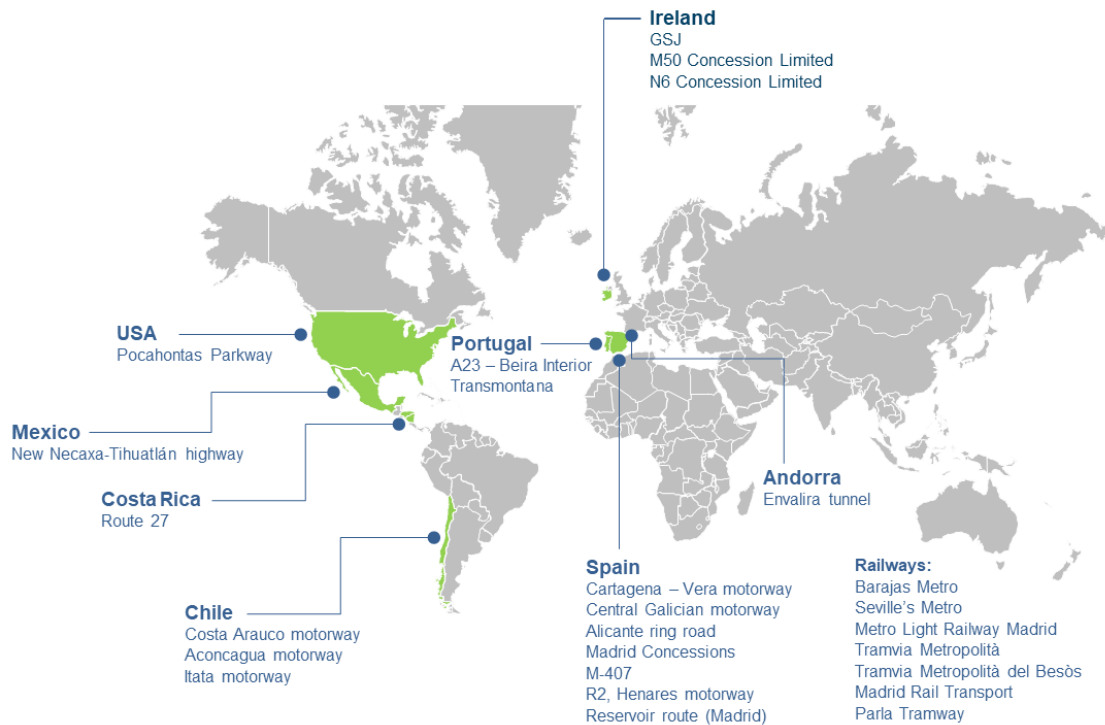 Ireland
GSJ
M50 Concession Limited
N6 Concession Limited
USA
Pocahontas Parkway
Portugal
A23 – Beira Interior
Transmontana
Mexico
New Necaxa-Tihuatlán highway
Costa Rica
Route 27
Andorra
Envalira tunnel
Chile
Costa Arauco motorway
Aconcagua motorway
Itata motorway
Spain
Cartagena – Vera motorway
Central Galician motorway
Alicante ring road
Madrid Concessions
M-407
R2, Henares motorway
Reservoir route (Madrid)
Railways:
Barajas Metro
Seville's Metro
Metro Light Railway Madrid
Tramvia Metropolità
Tramvia Metropolità del Besòs
Madrid Rail Transport
Parla Tramway